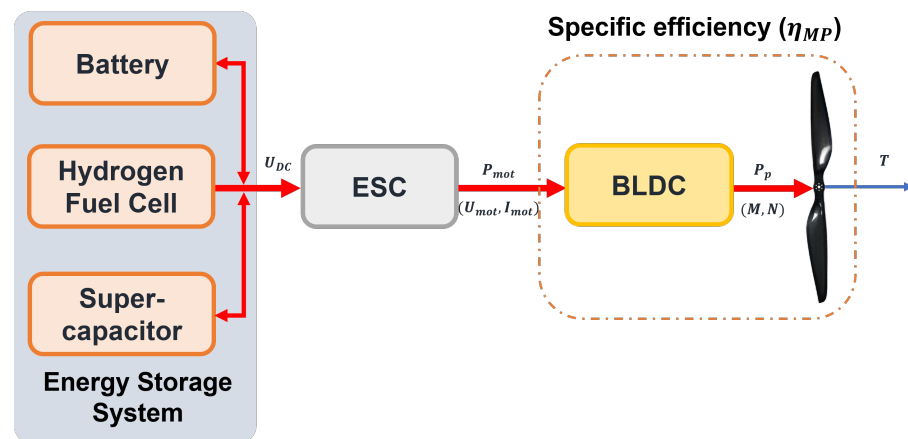 Specific efficiency (η_MP)
Battery
Hydrogen
Fuel Cell
Super-
capacitor
Energy Storage
System
U_DC
ESC
P_mot
(U_mot, I_mot)
BLDC
P_p
(M, N)
T